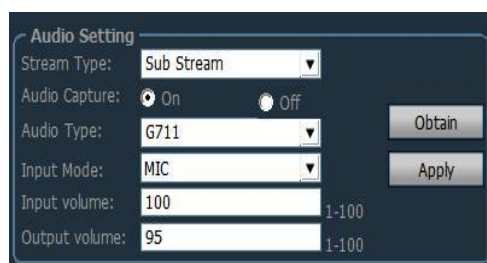 Audio Setting
Stream Type: Sub Stream
Audio Capture: On Off
Audio Type: G711
Obtain
Input Mode: MIC
Apply
Input volume: 100 1-100
Output volume: 95 1-100